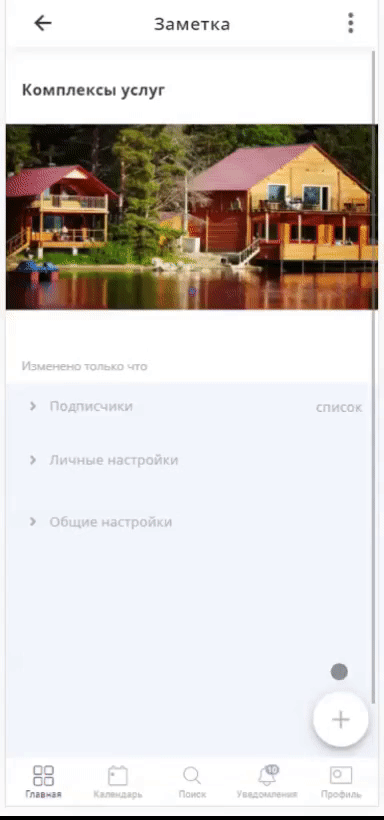 Заметка
Комплексы услуг
Изменено только что
Подписчики список
Личные настройки
Общие настройки
10
Главная Календарь Поиск Уведомления Профиль